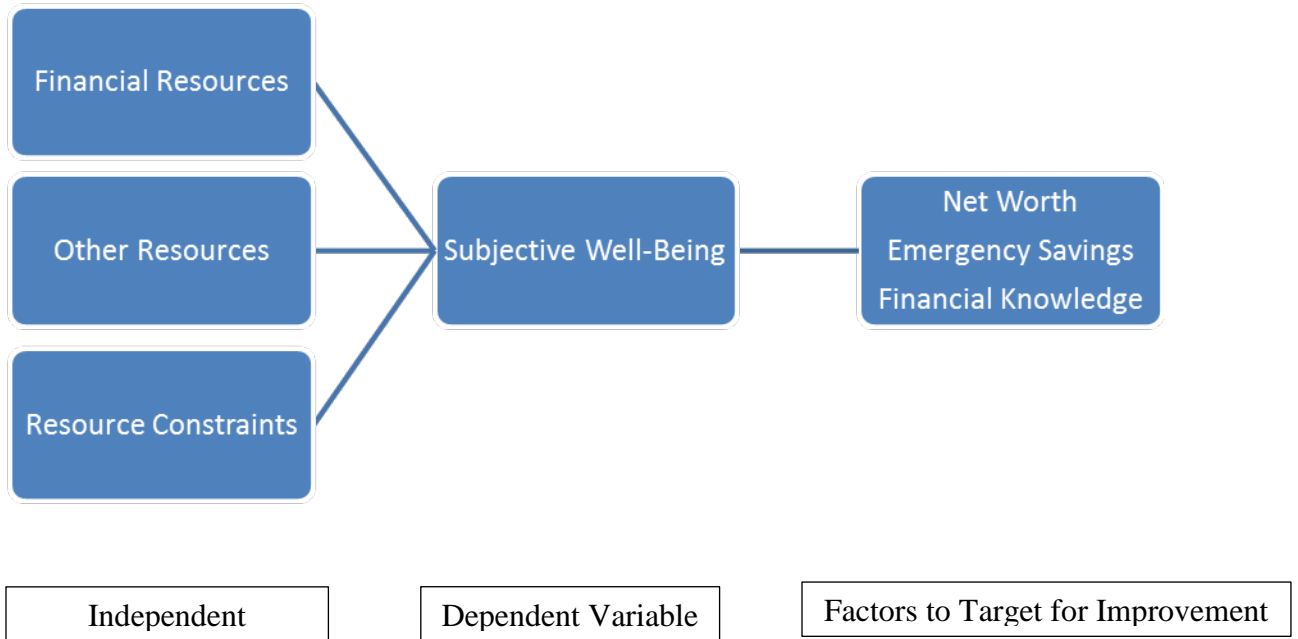 Financial Resources
Other Resources
Resource Constraints
Subjective Well-Being
Net Worth
Emergency Savings
Financial Knowledge
Independent
Dependent Variable
Factors to Target for Improvement